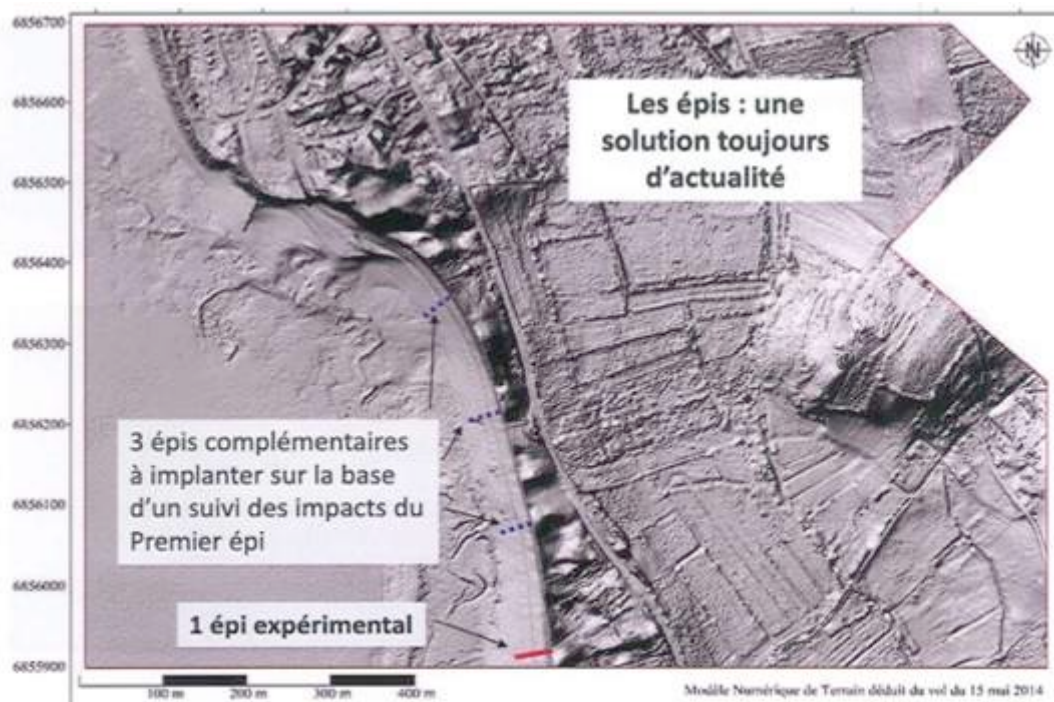 6856700
6856600
6856500
6856400
6856300
6856200
6856100
6856000
6855900
N
Les épis : une
solution toujours
d'actualité
3 épis complémentaires
à implanter sur la base
d'un suivi des impacts du
Premier épi
1 épi expérimental
100 m
200 m
300 m
400 m
Modèle Numérique de Terrain déduit du vol du 15 mai 2014